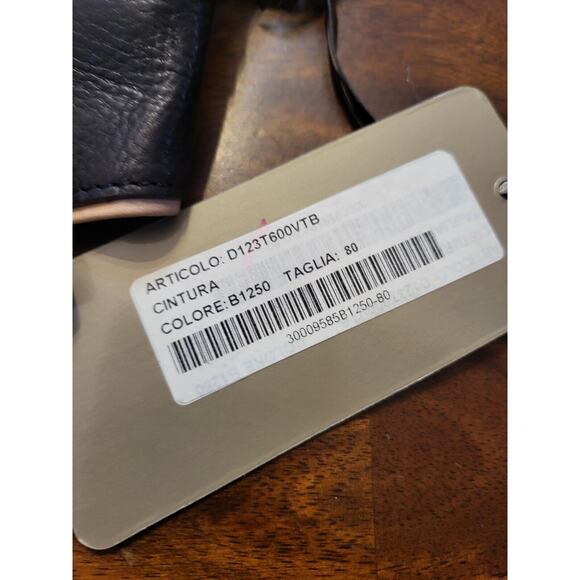 ARTICOLO: D123T600VTB
CINTURA
COLORE: B1250 TAGLIA: 80
30009585B1250-80